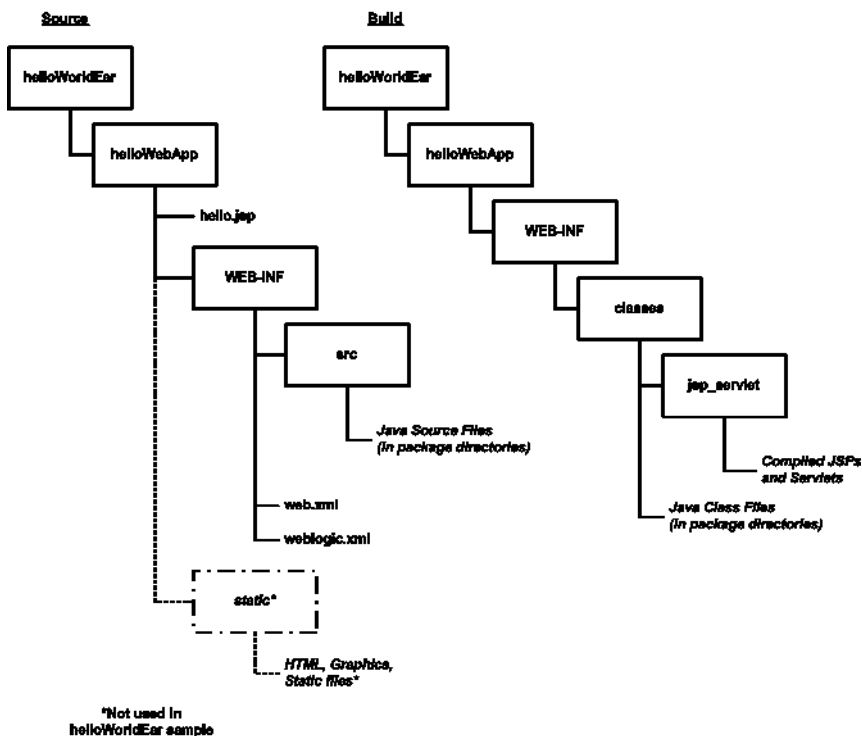 Source
helloWorldEar
helloWebApp
hello.jsp
WEB-INF
src
Java Source Files
(in package directories)
web.xml
weblogic.xml
static*
HTML, Graphics,
Static files*
*Not used in
helloWorldEar sample
Build
helloWorldEar
helloWebApp
WEB-INF
classes
jsp_servlet
Compiled JSPs
and Servlets
Java Class Files
(in package directories)